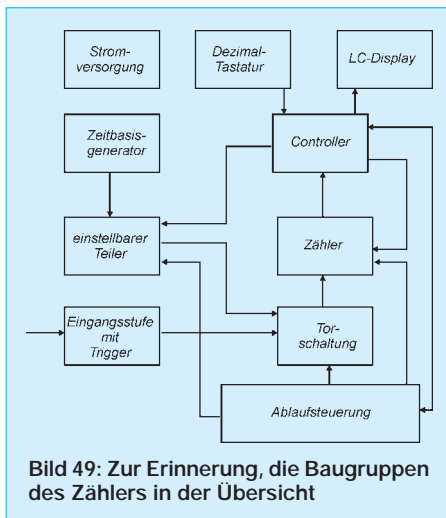 Strom-
versorgung
Dezimal-
Tastatur
LC-Display
Zeitbasis-
generator
Controller
einstellbarer
Teiler
Zähler
Eingangsstufe
mit
Trigger
Tor-
schaltung
Ablaufsteuerung
Bild 49: Zur Erinnerung, die Baugruppen
des Zählers in der Übersicht